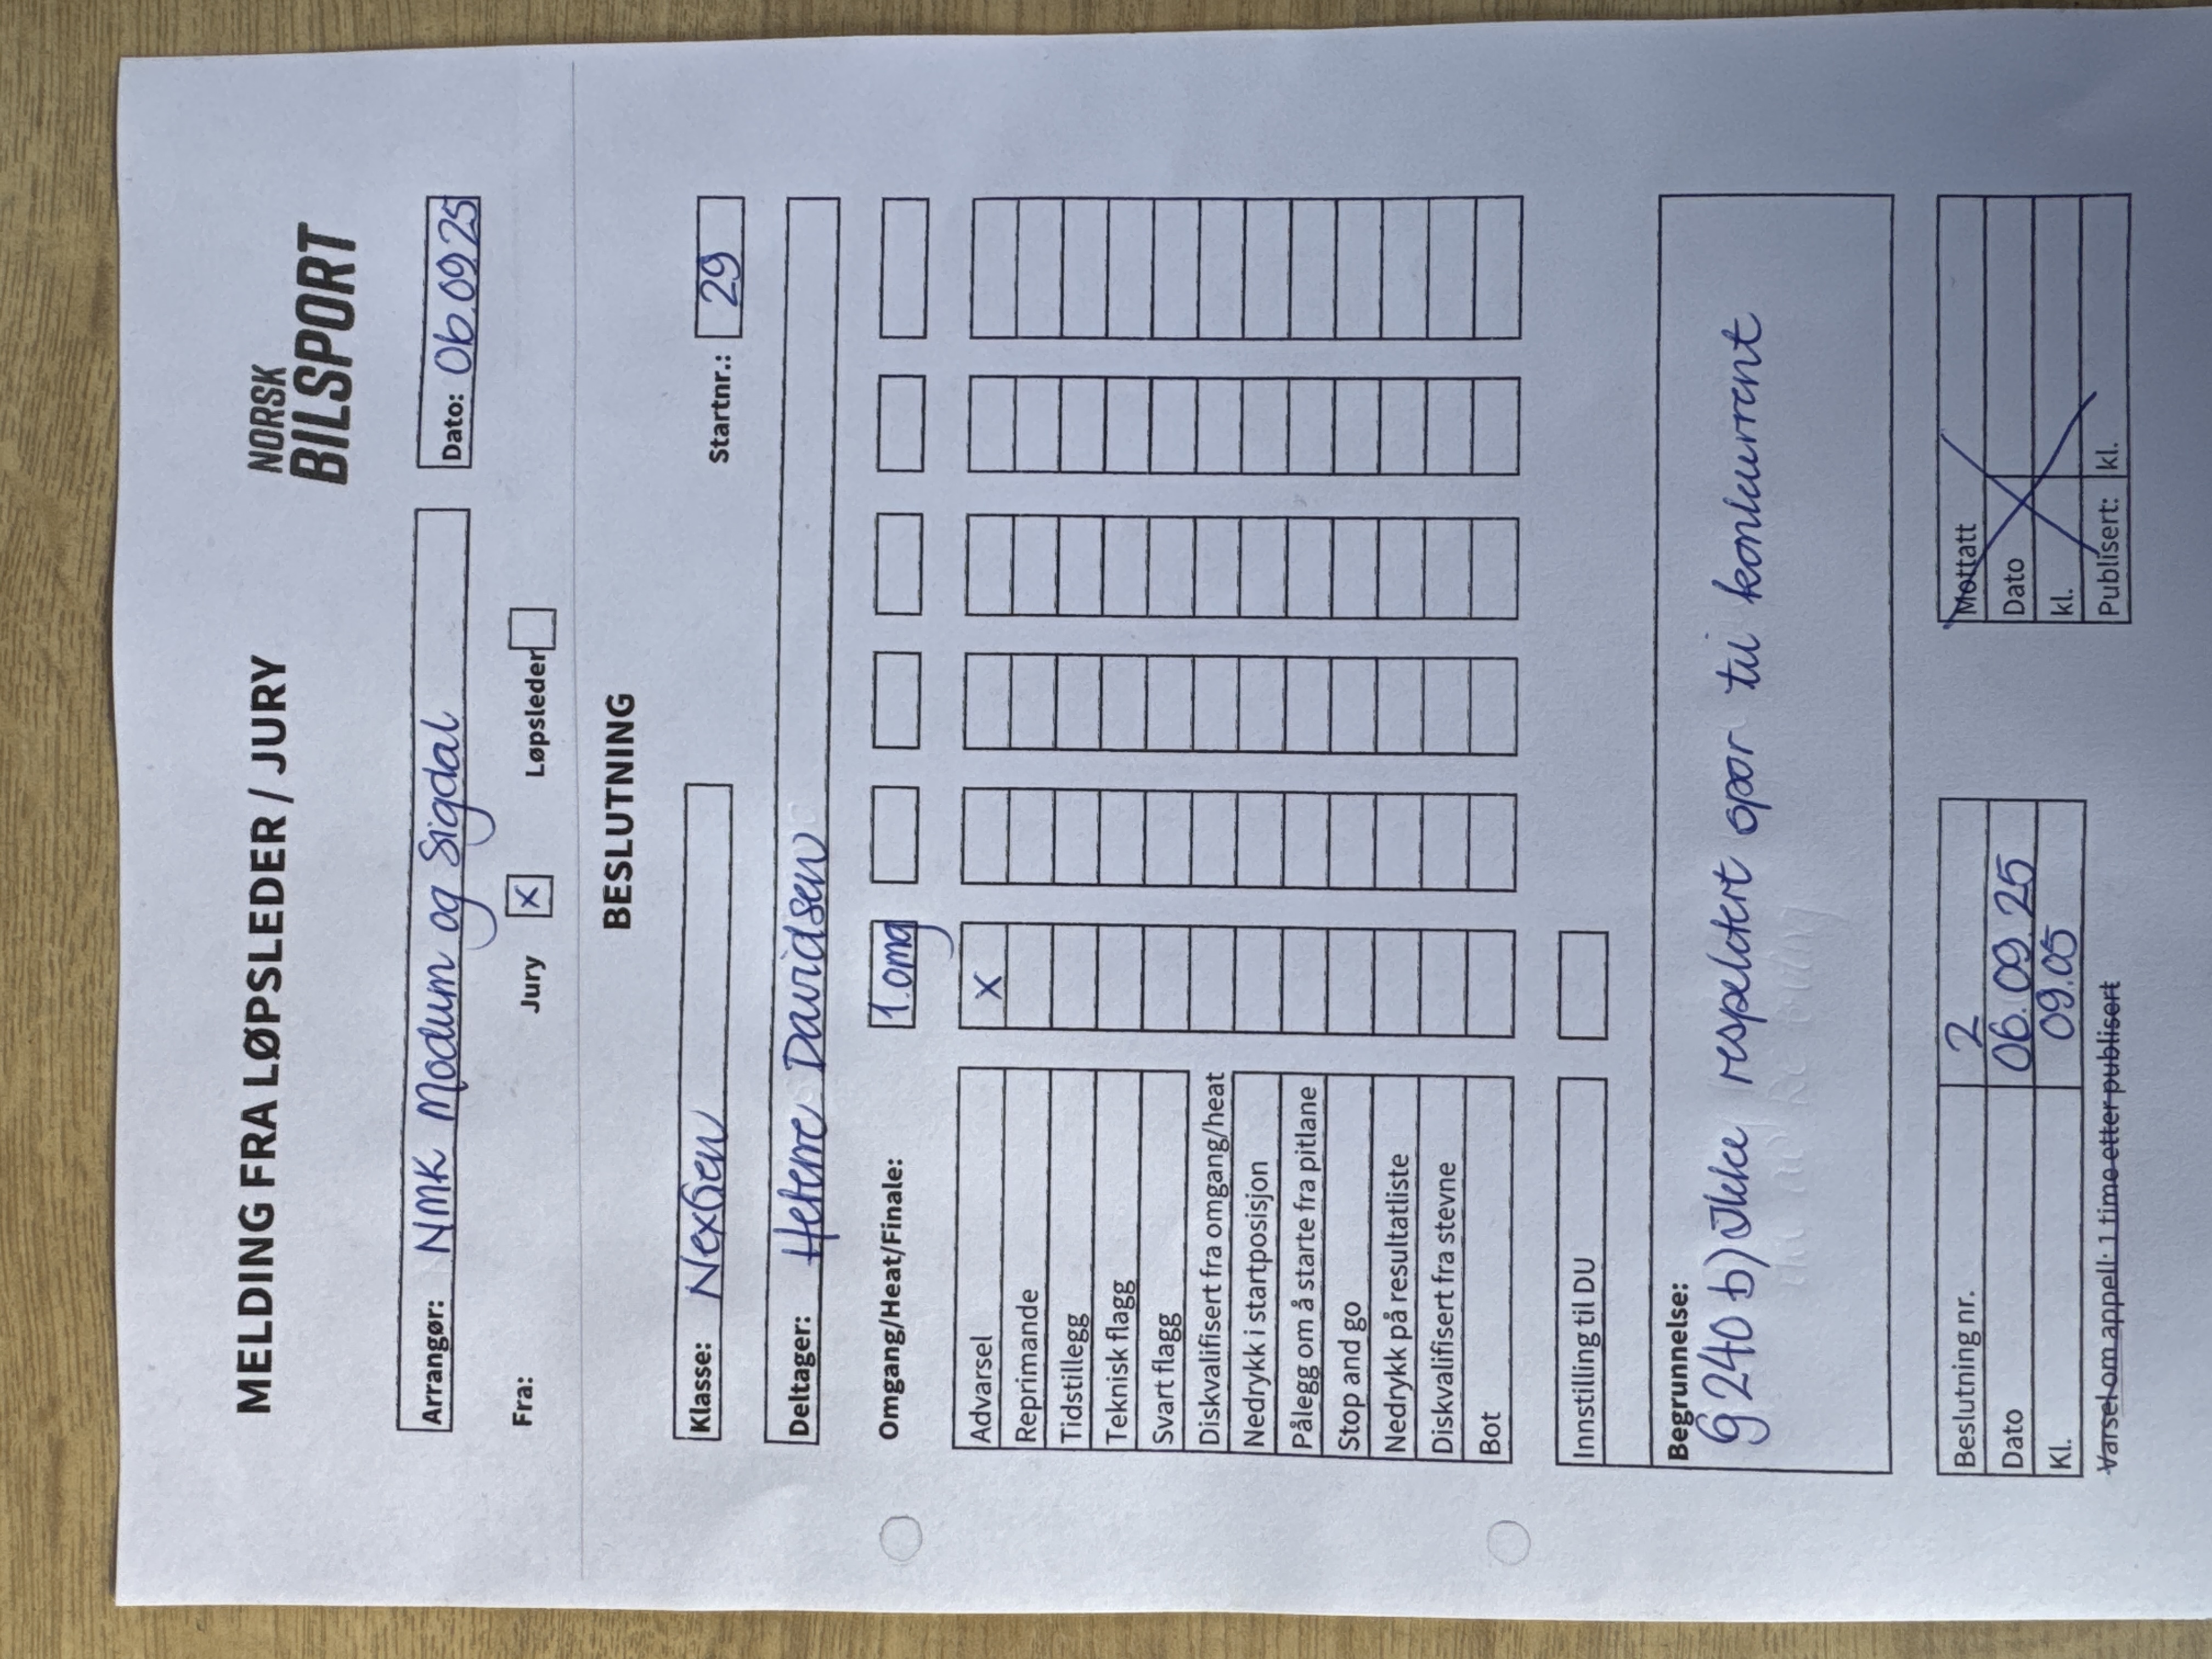 MELDING FRA LØPSLEDER / JURY
NORSK
BILSPORT
Arrangør: NMK Modum og Sigdal
Dato: 06.09 25
Fra: Jury X Løpsleder
BESLUTNING
Klasse: NexGen
Startnr.: 29
Deltager: Helene Davidsen
Omgang/Heat/Finale: 1.omg
Advarsel X
Reprimande
Tidstillegg
Teknisk flagg
Svart flagg
Diskvalifisert fra omgang/heat
Nedrykk i startposisjon
Pålegg om å starte fra pitlane
Stop and go
Nedrykk på resultatliste
Diskvalifisert fra stevne
Bot
Innstilling til DU
Begrunnelse:
§ 240 b) Ikke respektert spor til konkurrent
Beslutning nr. 2
Dato 06.09 25
Kl. 09.05
Varsel om appell: 1 time etter publisert
Mottatt
Dato
kl.
Publisert: kl.